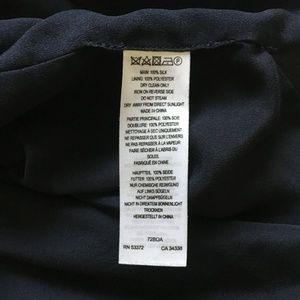 MAIN: 100% SILK
LINING: 100% POLYESTER
DRY CLEAN ONLY
IRON ON REVERSE SIDE
DO NOT STEAM
DRY AWAY FROM DIRECT SUNLIGHT
MADE IN CHINA
PARTIE PRINCIPALE: 100% SOIE
DOUBLURE: 100% POLYESTER
NETTOYAGE À SEC UNIQUEMENT
NE REPASSER QUE SUR L'ENVERS
NE PAS REPASSER À LA VAPEUR
FAIRE SÉCHER À L'ABRIS DU
SOLEIL
FABRIQUÉ EN CHINE
HAUPTTEIL: 100% SEIDE
FUTTER: 100% POLYESTER
NUR CHEMISCHE REINIGUNG
AUF LINKS BÜGELN
NICHT DÄMPFEN
NICHT IN DIREKTEM SONNENLICHT
TROCKNEN
HERGESTELLT IN CHINA
72BOA
RN 53372 CA 34338